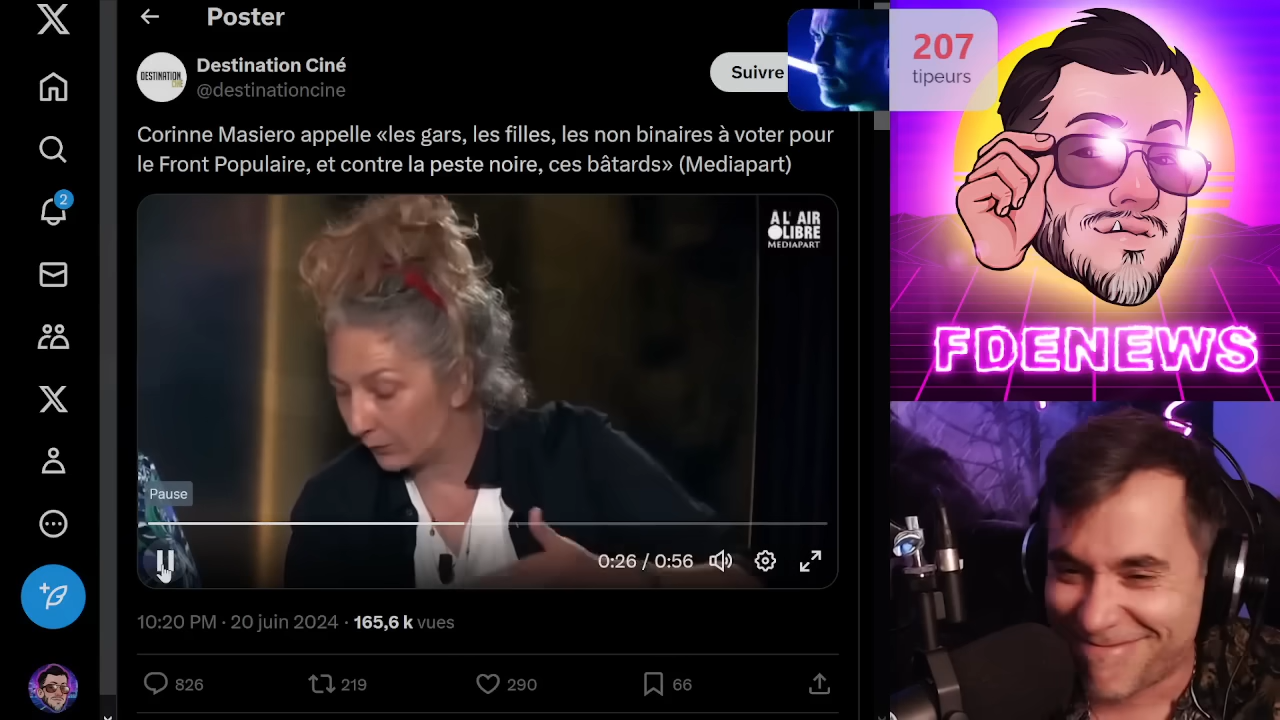 Poster
Destination Ciné
@destinationcine
Suivre
207
tipeurs
2
DESTINATION
CINÉ
Corinne Masiero appelle «les gars, les filles, les non binaires à voter pour
le Front Populaire, et contre la peste noire, ces bâtards» (Mediapart)
A L' AIR
LIBRE
MEDIAPART
Pause
0:26 / 0:56
10:20 PM · 20 juin 2024 · 165,6 k vues
826
219
290
66
FDENEWS